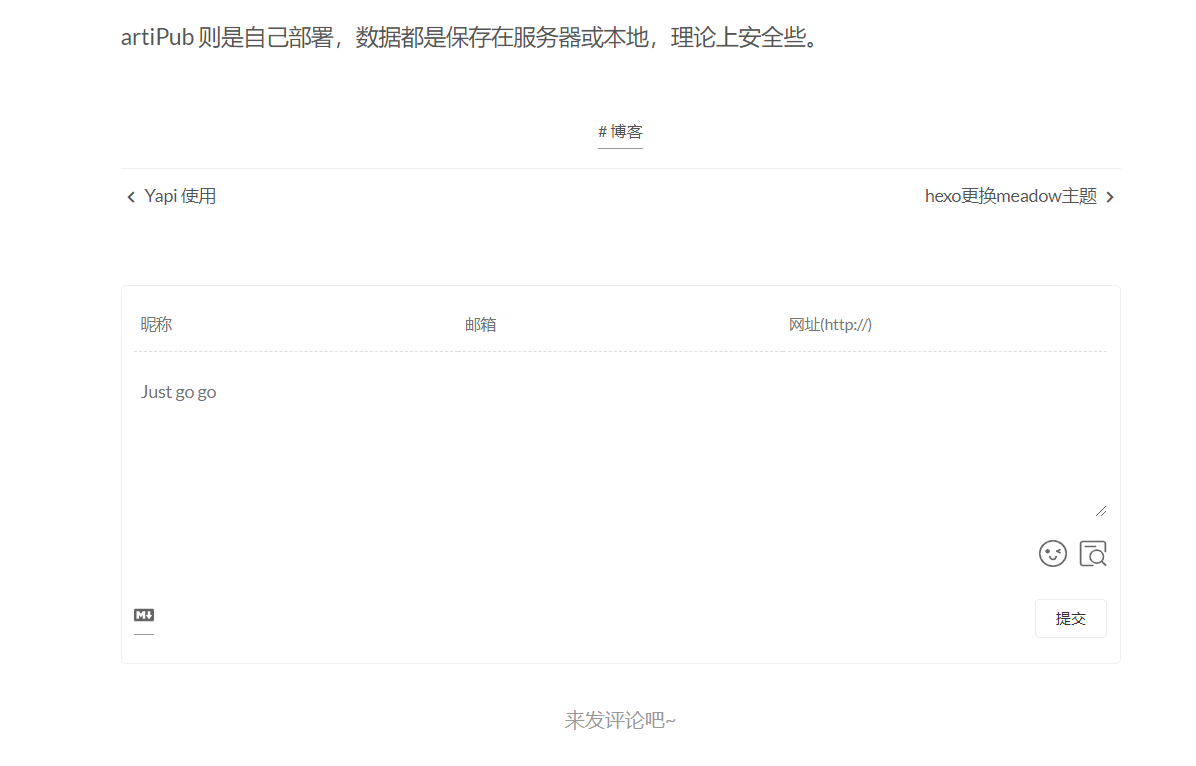 artiPub 则是自己部署，数据都是保存在服务器或本地，理论上安全些。
# 博客
Yapi 使用
hexo更换meadow主题
昵称 邮箱 网址(http://)
Just go go
M
提交
来发评论吧~